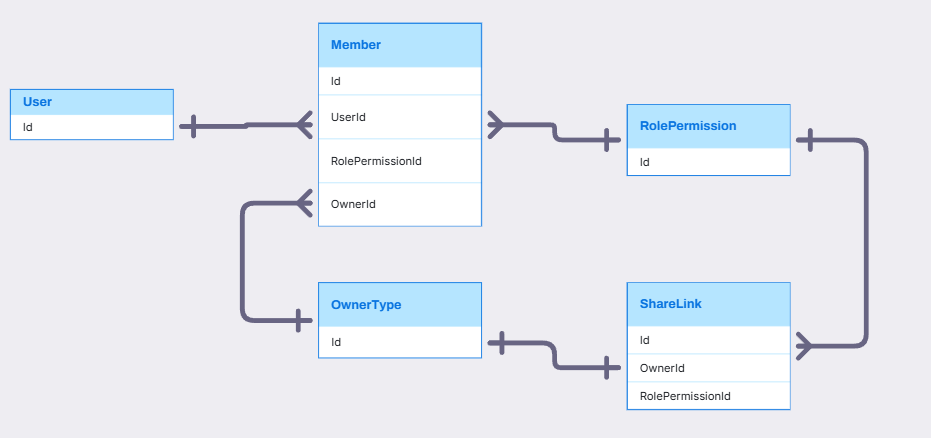 User
Id
Member
Id
UserId
RolePermissionId
OwnerId
RolePermission
Id
OwnerType
Id
ShareLink
Id
OwnerId
RolePermissionId